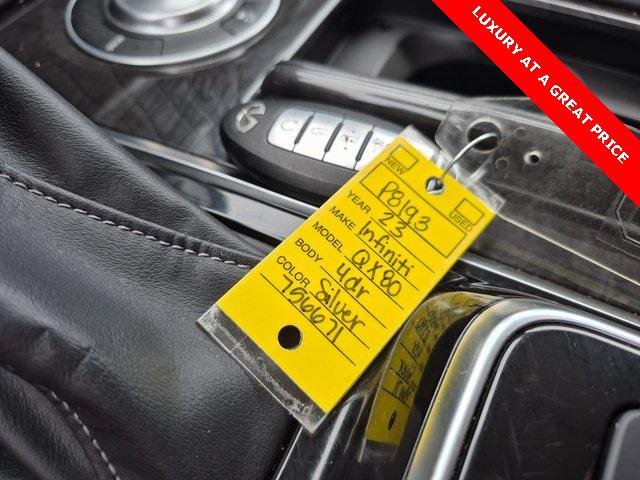 LUXURY AT A GREAT PRICE
NEW
USED
P8193
YEAR 23
MAKE Infiniti
MODEL QX80
BODY 4dr
COLOR Silver
756671